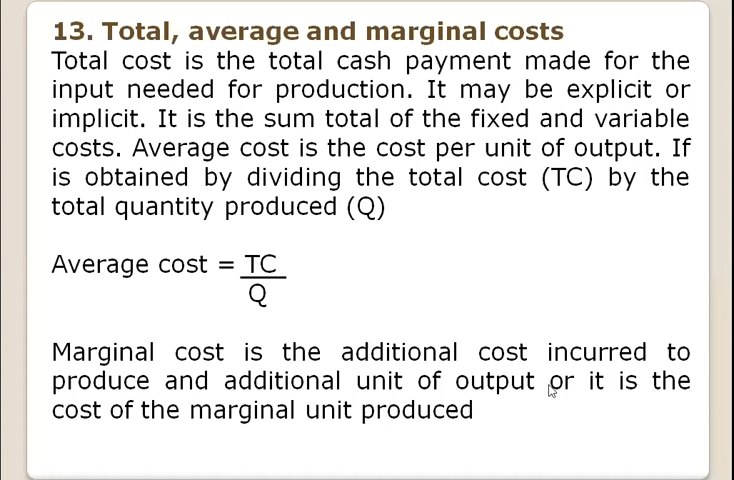 13. Total, average and marginal costs
Total cost is the total cash payment made for the
input needed for production. It may be explicit or
implicit. It is the sum total of the fixed and variable
costs. Average cost is the cost per unit of output. If
is obtained by dividing the total cost (TC) by the
total quantity produced (Q)
Average cost = TC
Q
Marginal cost is the additional cost incurred to
produce and additional unit of output or it is the
cost of the marginal unit produced